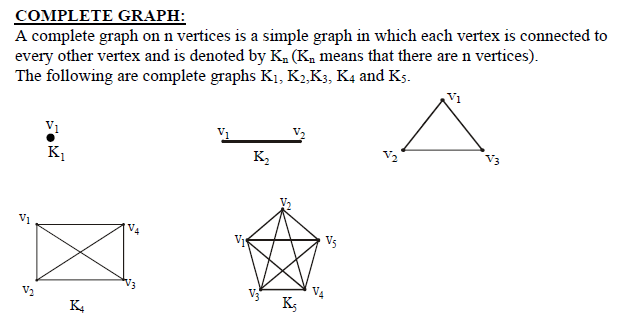 COMPLETE GRAPH:
A complete graph on n vertices is a simple graph in which each vertex is connected to
every other vertex and is denoted by Kₙ (Kₙ means that there are n vertices).
The following are complete graphs K₁, K₂,K₃, K₄ and K₅.
V₁
K₁
V₁ V₂
K₂
V₁
V₂ V₃
V₁ V₄
V₂ V₃
K₄
V₂
V₁ V₅
V₃ V₄
K₅